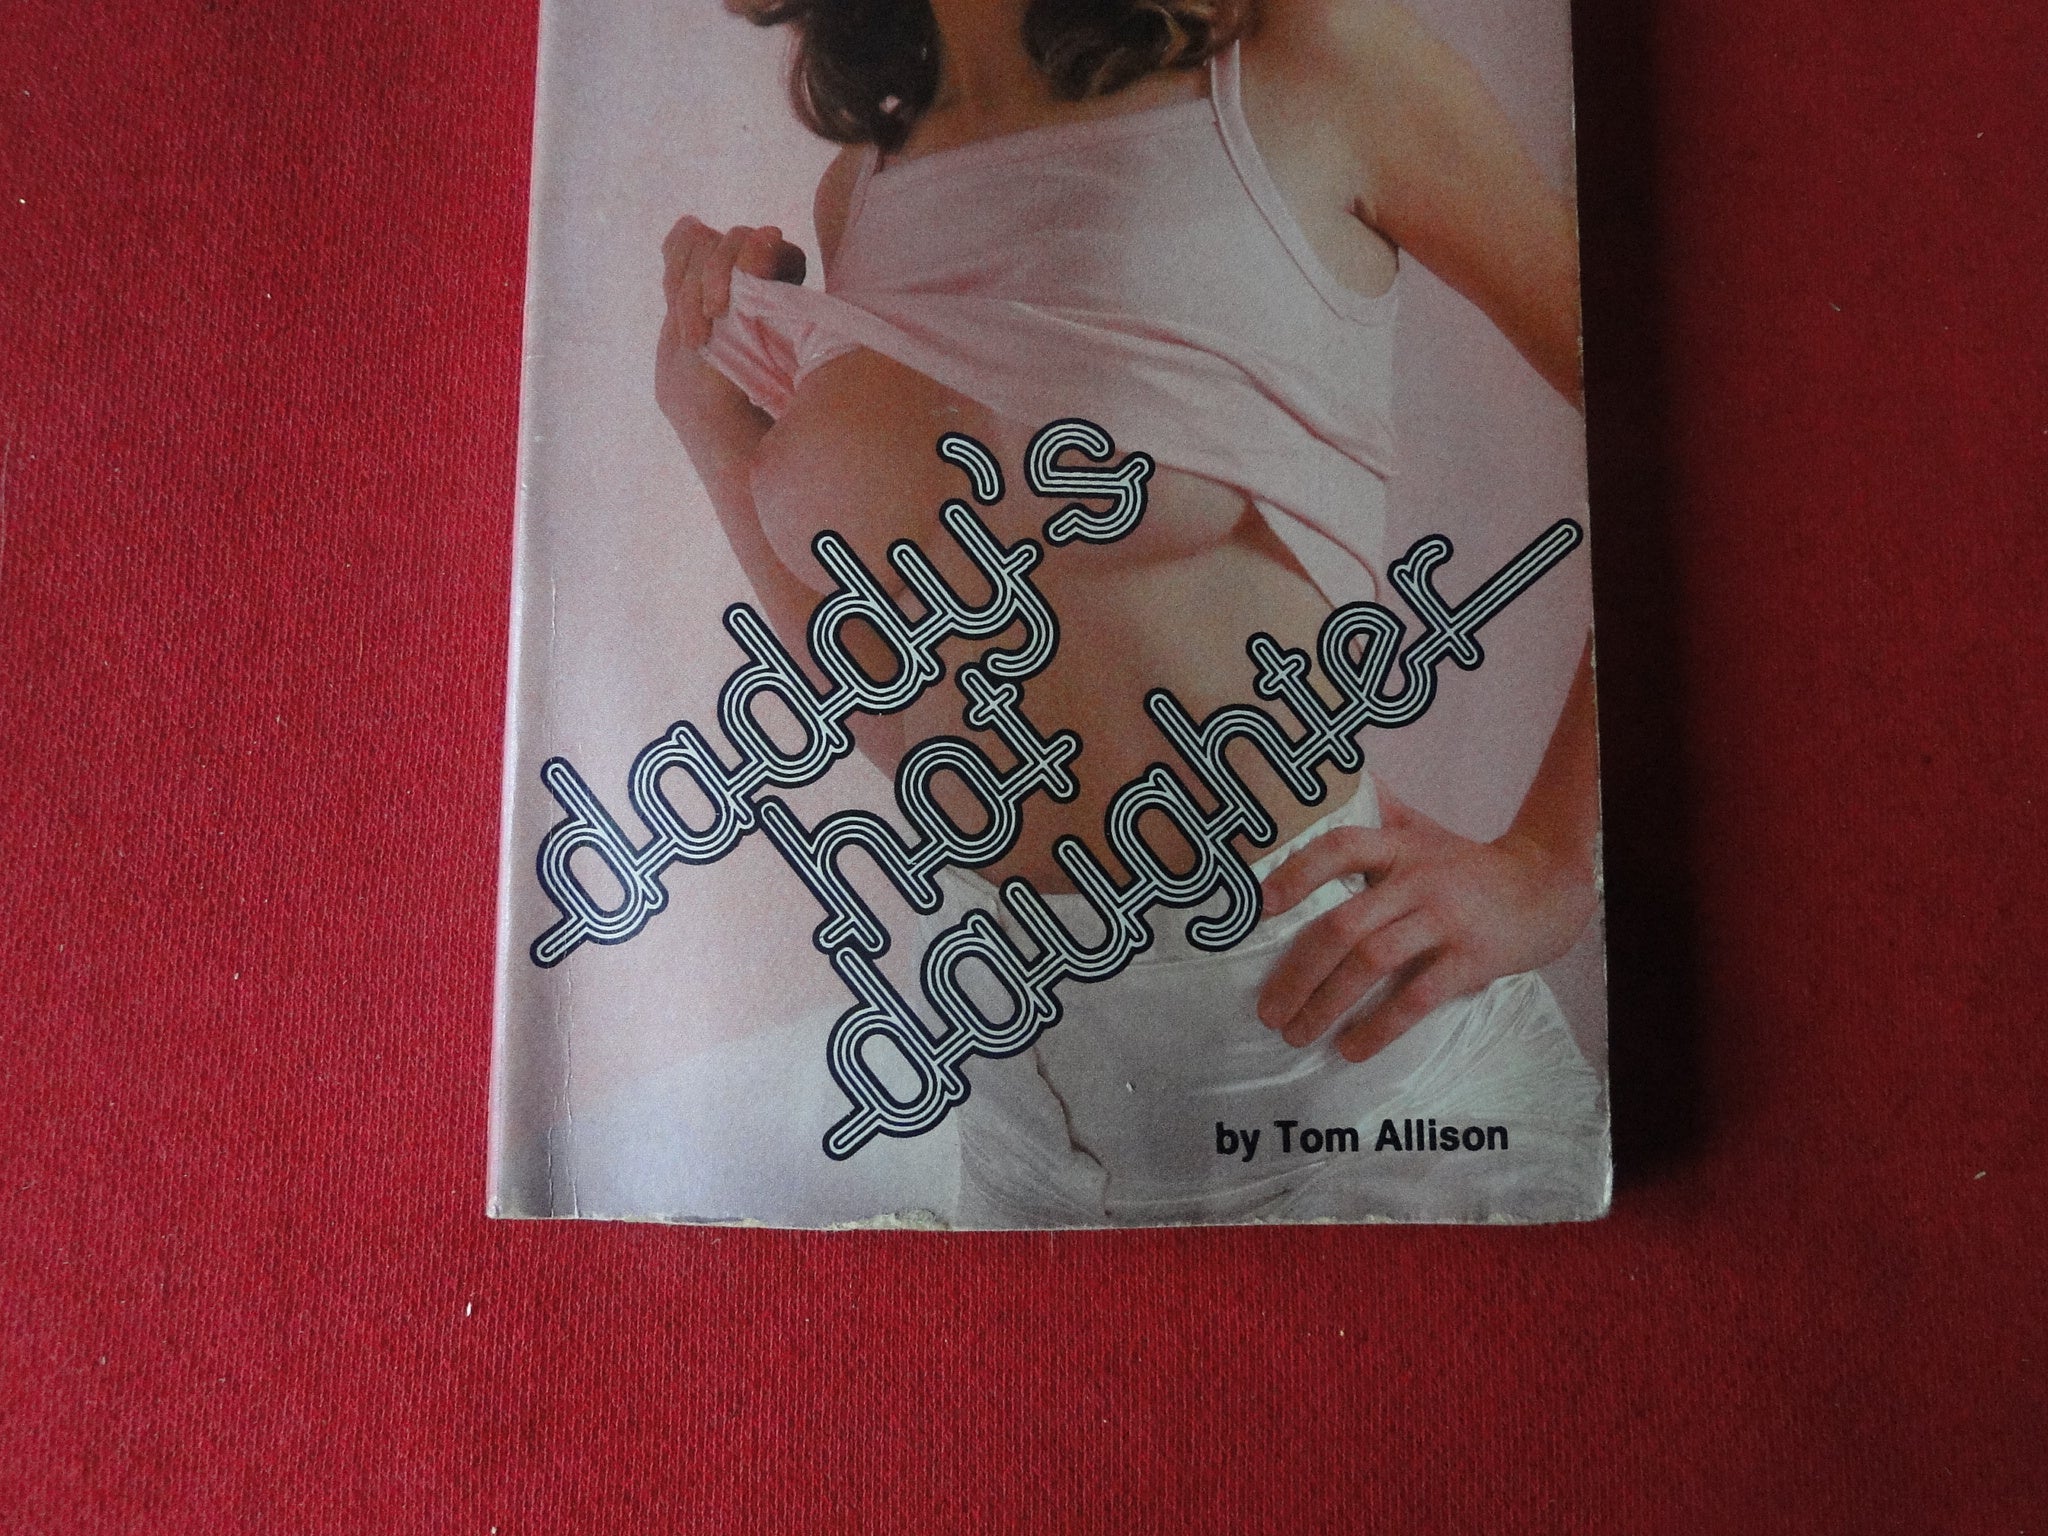 daddy's
hot
daughter
by Tom Allison